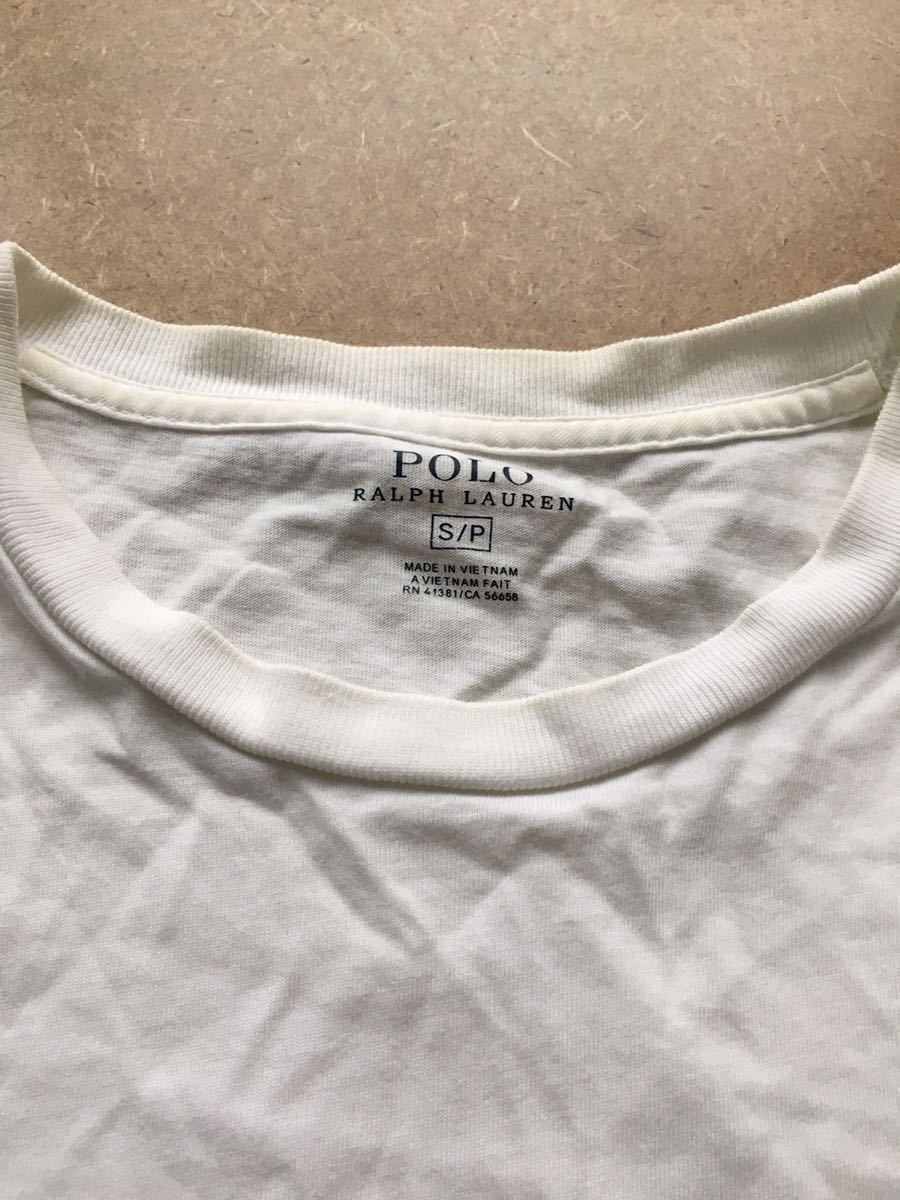 POLO
RALPH LAUREN
S/P
MADE IN VIETNAM
A VIETNAM FAIT
RN 41381/CA 56658